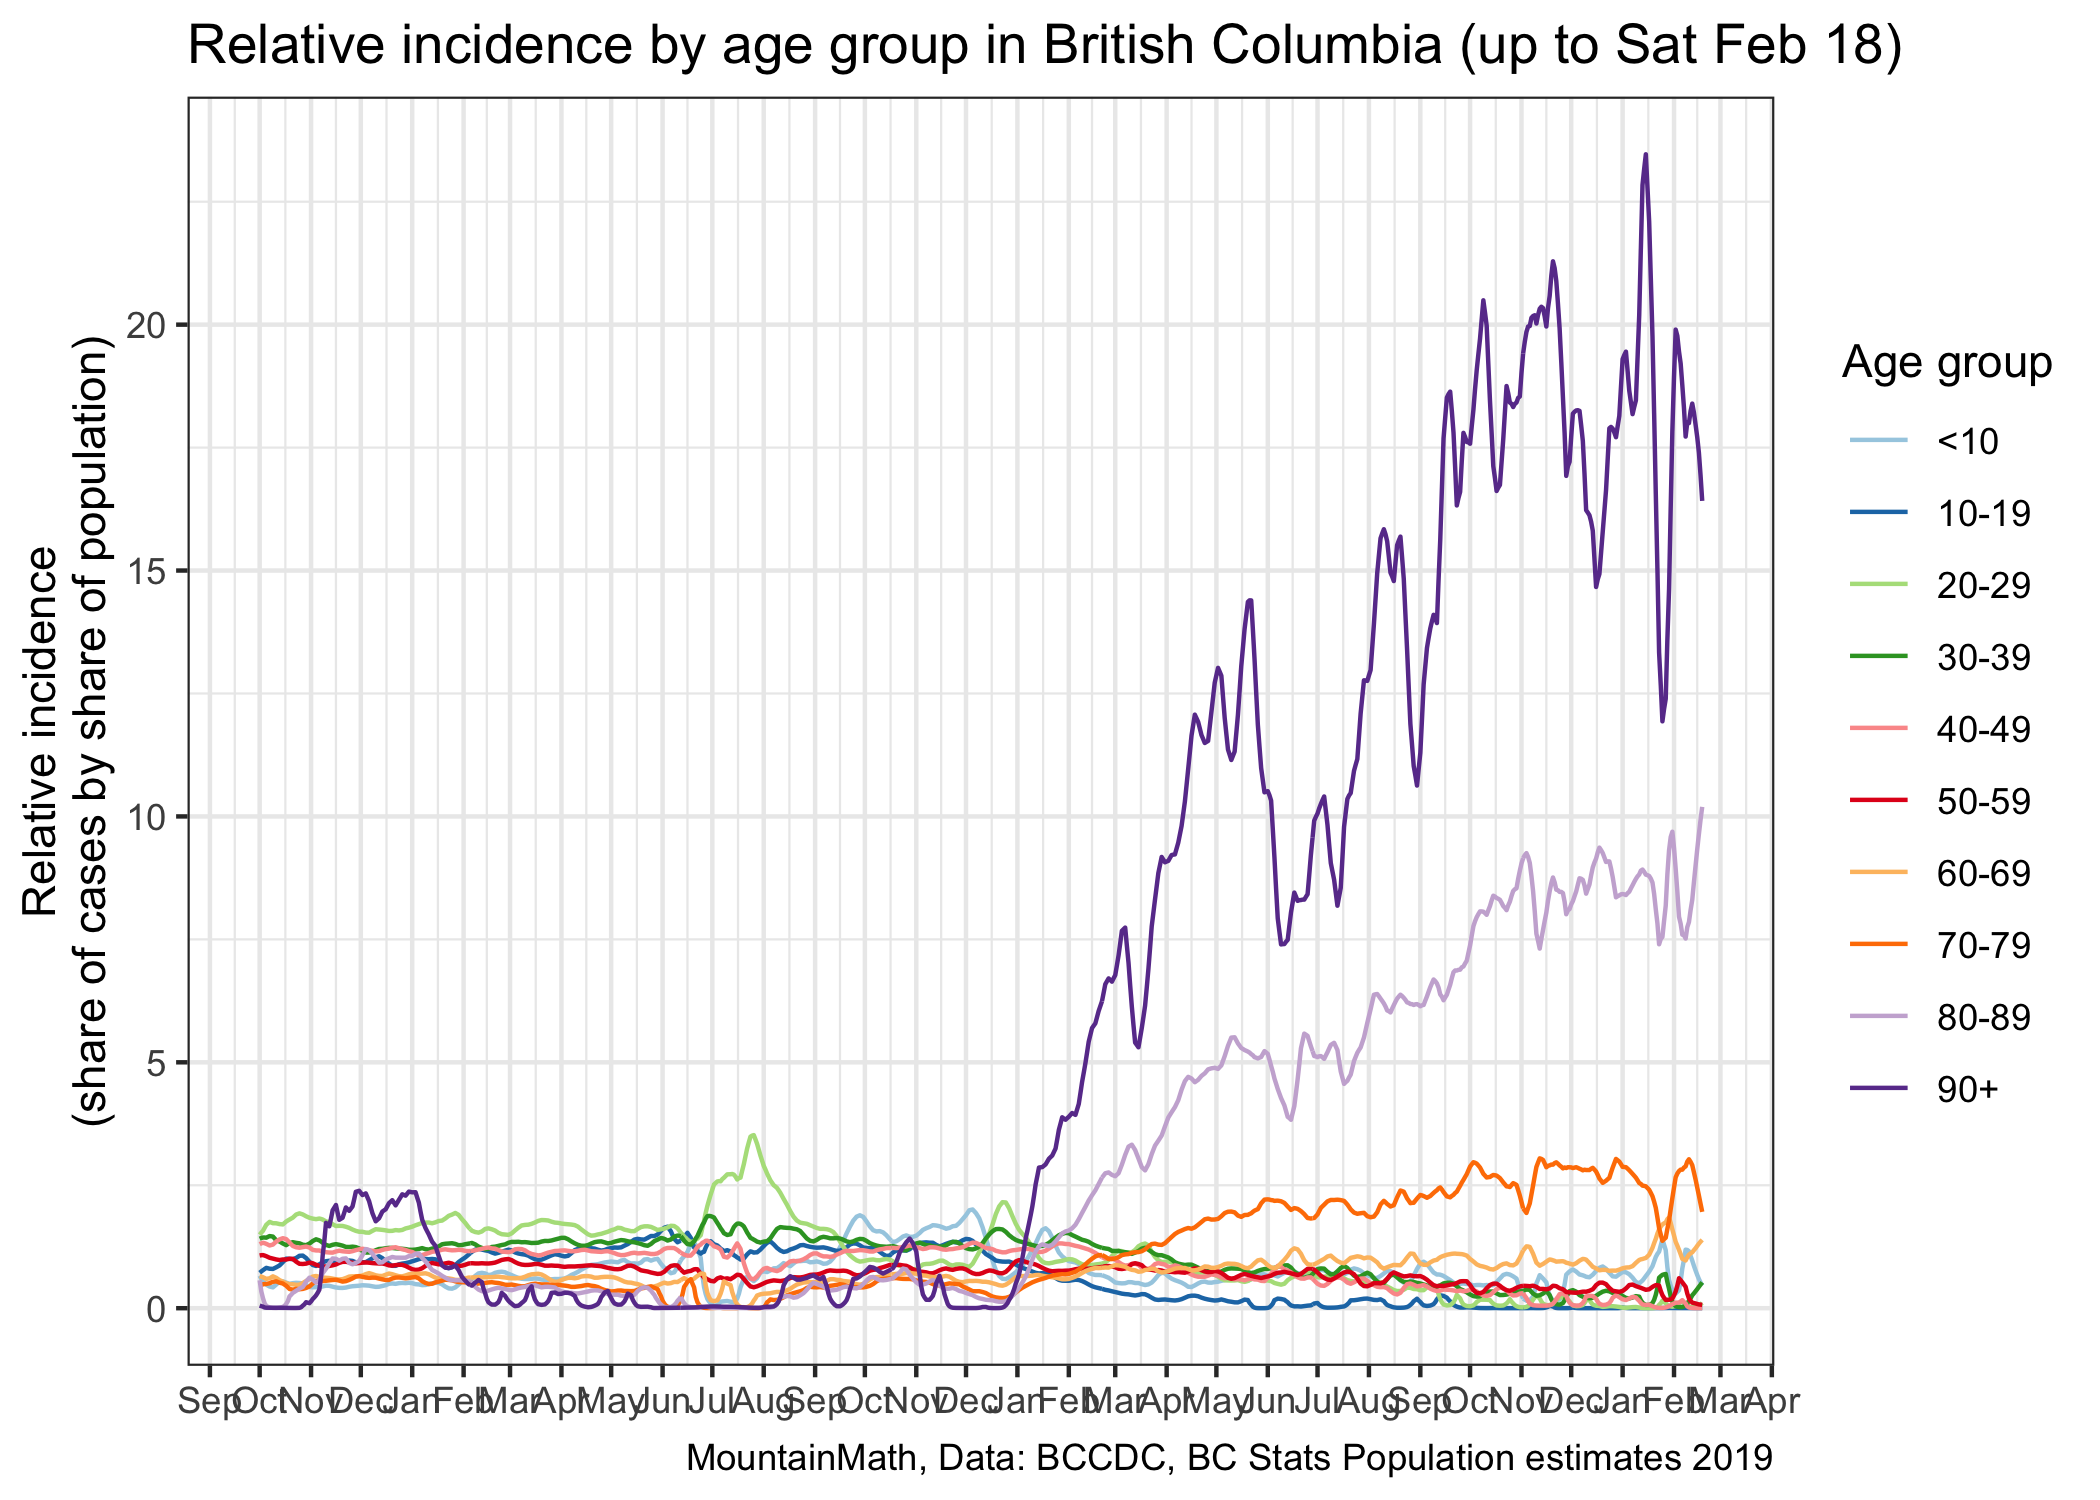 Relative incidence by age group in British Columbia (up to Sat Feb 18)
Relative incidence
(share of cases by share of population)
20
15
10
5
0
Sep Oct Nov Dec Jan Feb Mar Apr May Jun Jul Aug Sep Oct Nov Dec Jan Feb Mar Apr May Jun Jul Aug Sep Oct Nov Dec Jan Feb Mar Apr
Age group
<10
10-19
20-29
30-39
40-49
50-59
60-69
70-79
80-89
90+
MountainMath, Data: BCCDC, BC Stats Population estimates 2019